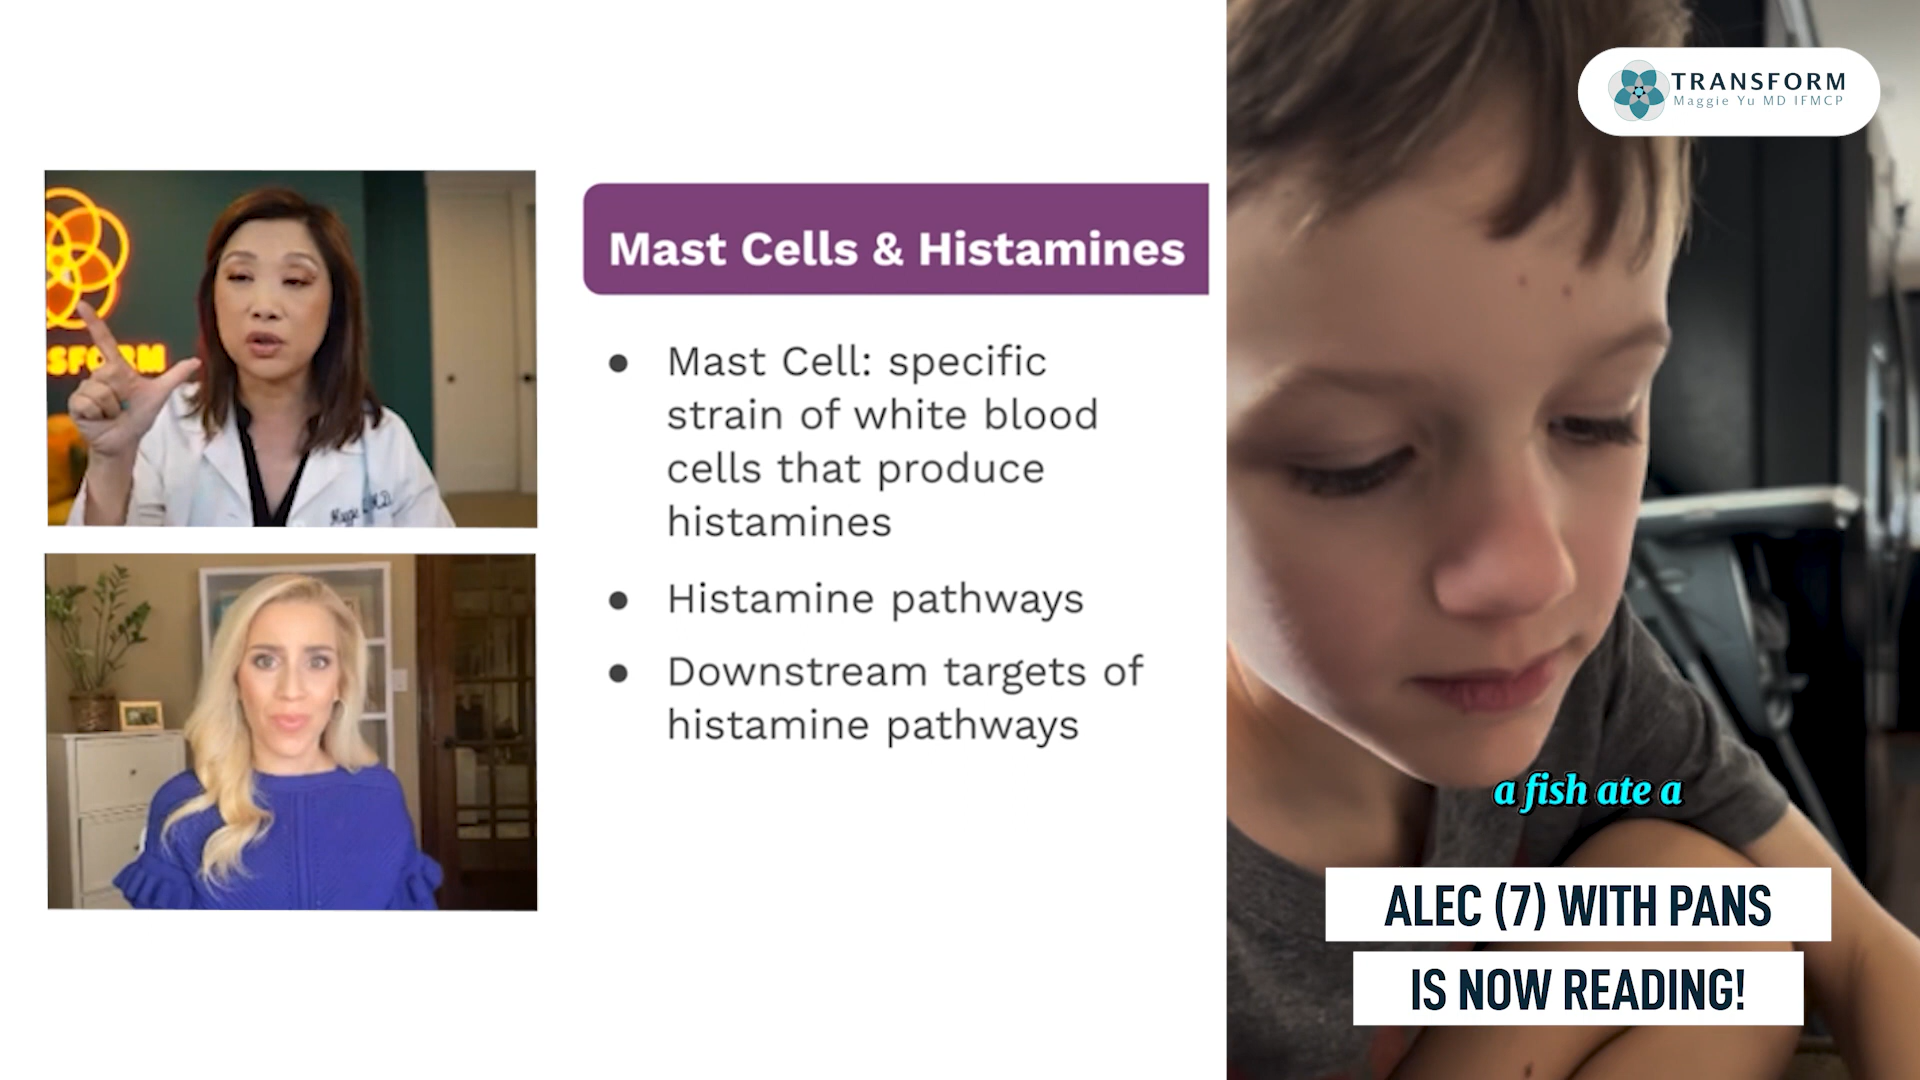 TRANSFORM
Maggie Yu MD IFMCP
Mast Cells & Histamines
● Mast Cell: specific
strain of white blood
cells that produce
histamines
● Histamine pathways
● Downstream targets of
histamine pathways
a fish ate a
ALEC (7) WITH PANS
IS NOW READING!